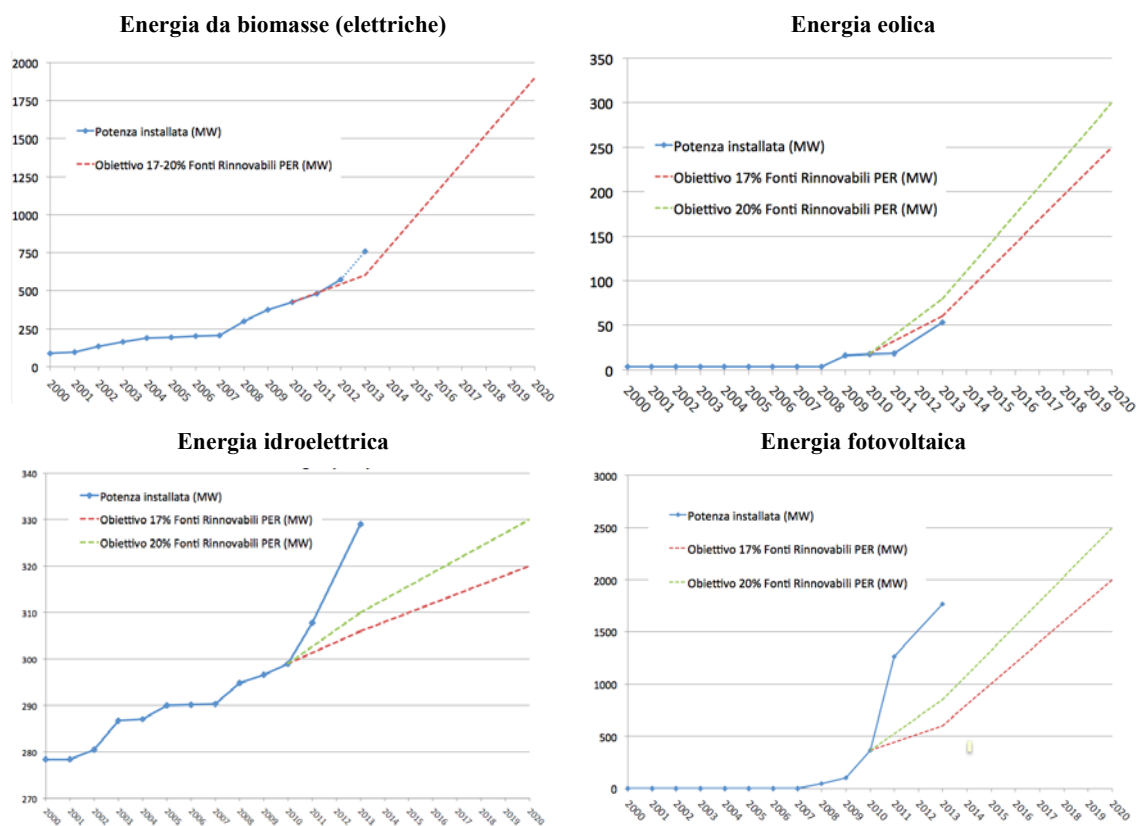 Energia da biomasse (elettriche)
2000
1750
1500
1250
1000
750
500
250
0
Potenza installata (MW)
Obiettivo 17-20% Fonti Rinnovabili PER (MW)
2000 2001 2002 2003 2004 2005 2006 2007 2008 2009 2010 2011 2012 2013 2014 2015 2016 2017 2018 2019 2020
Energia eolica
350
300
250
200
150
100
50
0
Potenza installata (MW)
Obiettivo 17% Fonti Rinnovabili PER (MW)
Obiettivo 20% Fonti Rinnovabili PER (MW)
2000 2001 2002 2003 2004 2005 2006 2007 2008 2009 2010 2011 2012 2013 2014 2015 2016 2017 2018 2019 2020
Energia idroelettrica
340
330
320
310
300
290
280
270
Potenza installata (MW)
Obiettivo 17% Fonti Rinnovabili PER (MW)
Obiettivo 20% Fonti Rinnovabili PER (MW)
2000 2001 2002 2003 2004 2005 2006 2007 2008 2009 2010 2011 2012 2013 2014 2015 2016 2017 2018 2019 2020
Energia fotovoltaica
3000
2500
2000
1500
1000
500
0
Potenza installata (MW)
Obiettivo 17% Fonti Rinnovabili PER (MW)
Obiettivo 20% Fonti Rinnovabili PER (MW)
2000 2001 2002 2003 2004 2005 2006 2007 2008 2009 2010 2011 2012 2013 2014 2015 2016 2017 2018 2019 2020